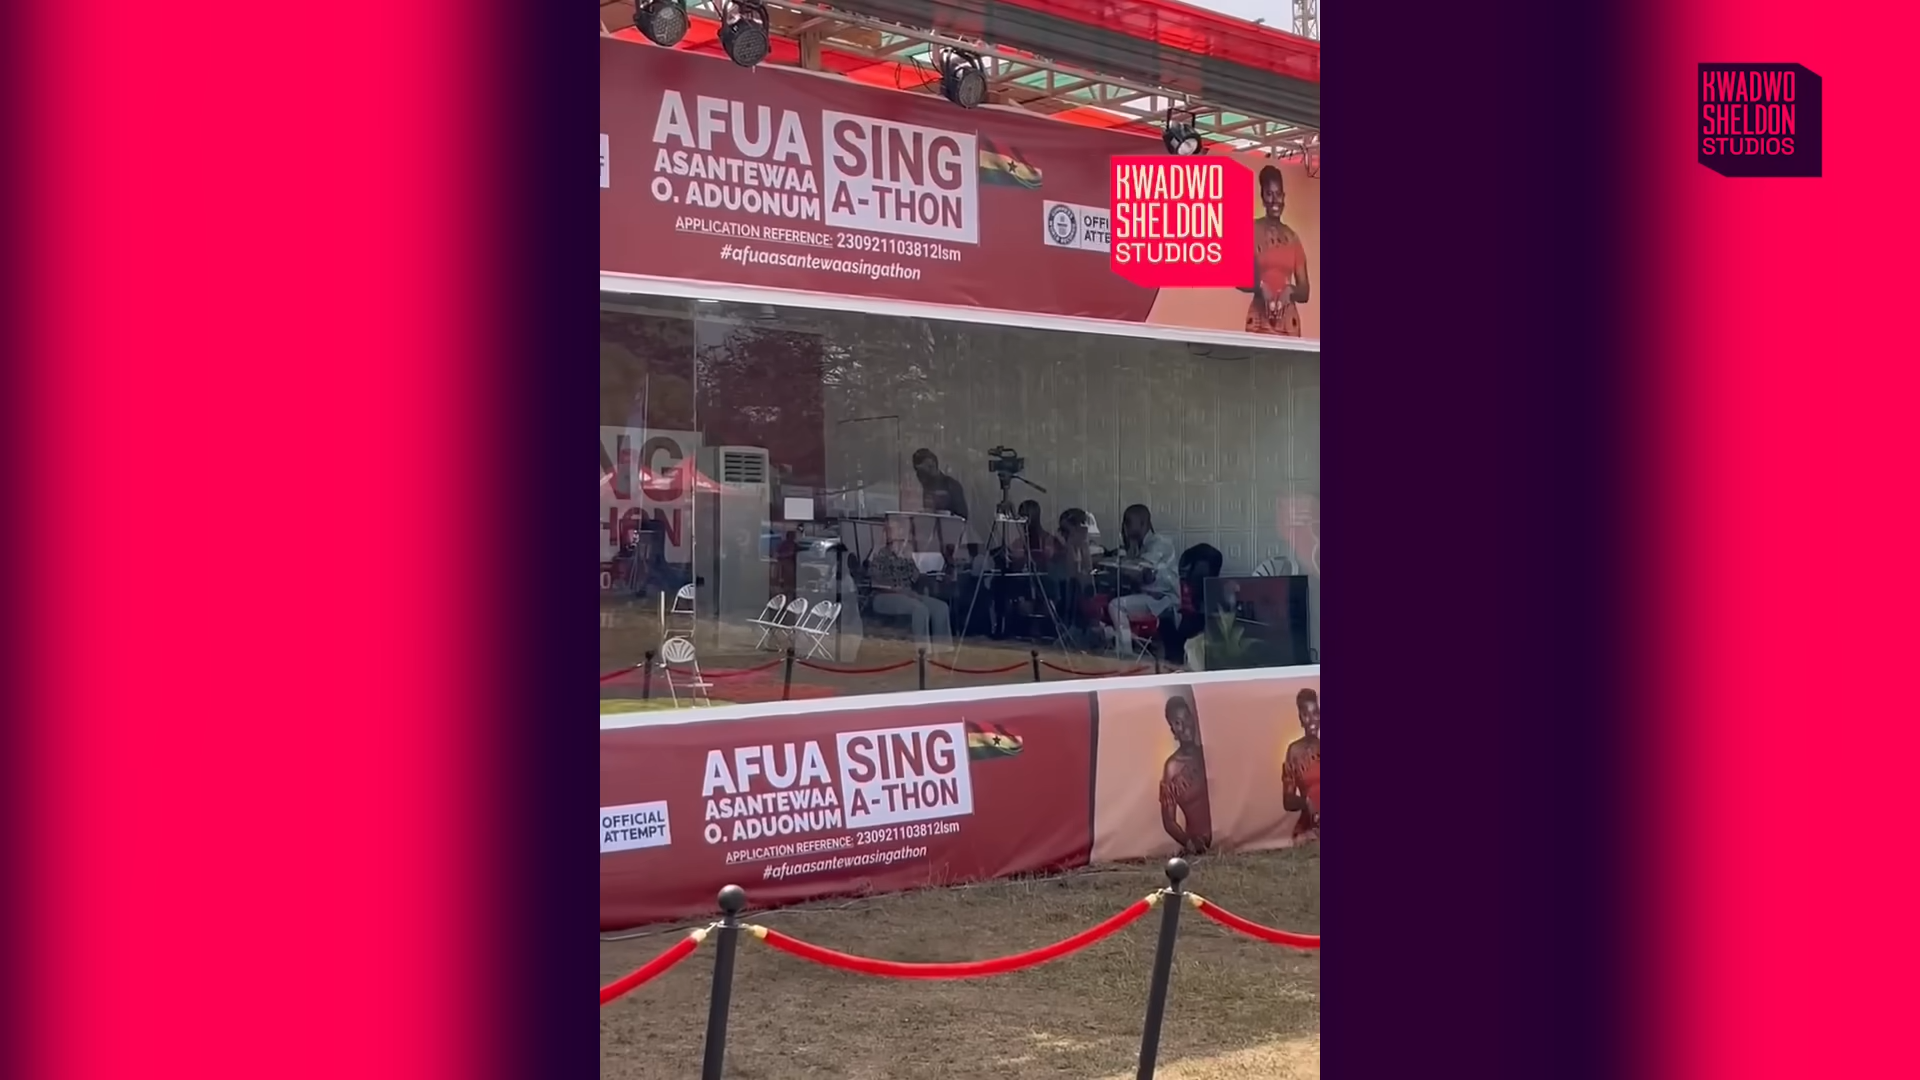 AFUA
ASANTEWAA
O. ADUONUM
SING
A-THON
APPLICATION REFERENCE: 230921103812lsm
#afuaasantewaasingathon
KWADWO
SHELDON
STUDIOS
KWADWO
SHELDON
STUDIOS
OFFICIAL
ATTEMPT
AFUA
ASANTEWAA
O. ADUONUM
SING
A-THON
APPLICATION REFERENCE: 230921103812lsm
#afuaasantewaasingathon